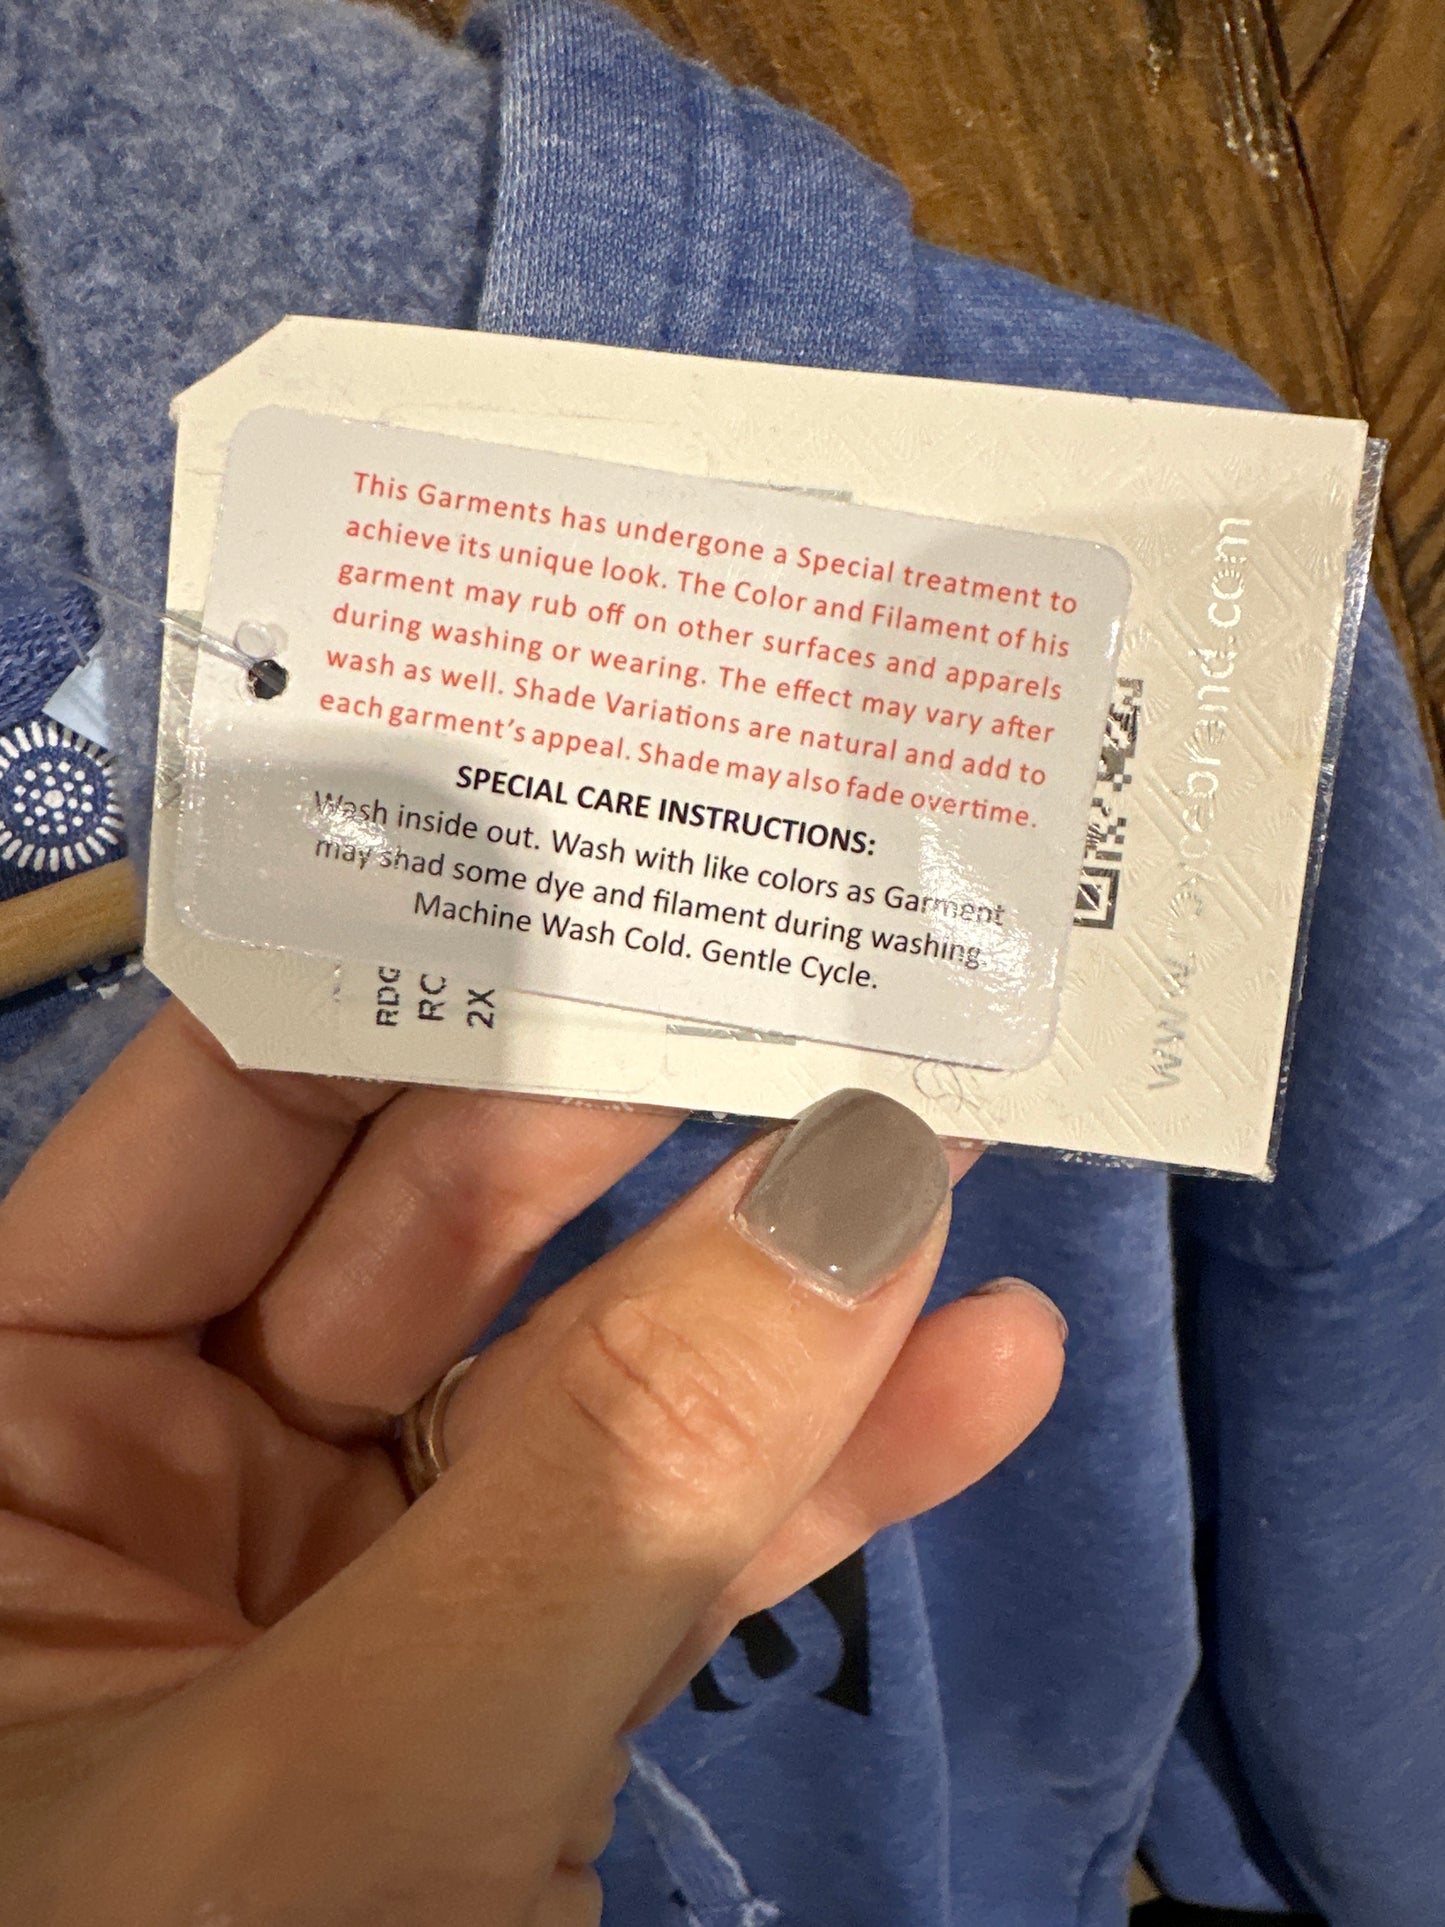 This Garments has undergone a Special treatment to
achieve its unique look. The Color and Filament of his
garment may rub off on other surfaces and apparels
during washing or wearing. The effect may vary after
wash as well. Shade Variations are natural and add to
each garment's appeal. Shade may also fade overtime.
SPECIAL CARE INSTRUCTIONS:
Wash inside out. Wash with like colors as Garment
may shad some dye and filament during washing.
Machine Wash Cold. Gentle Cycle.
RDG
RC
2X